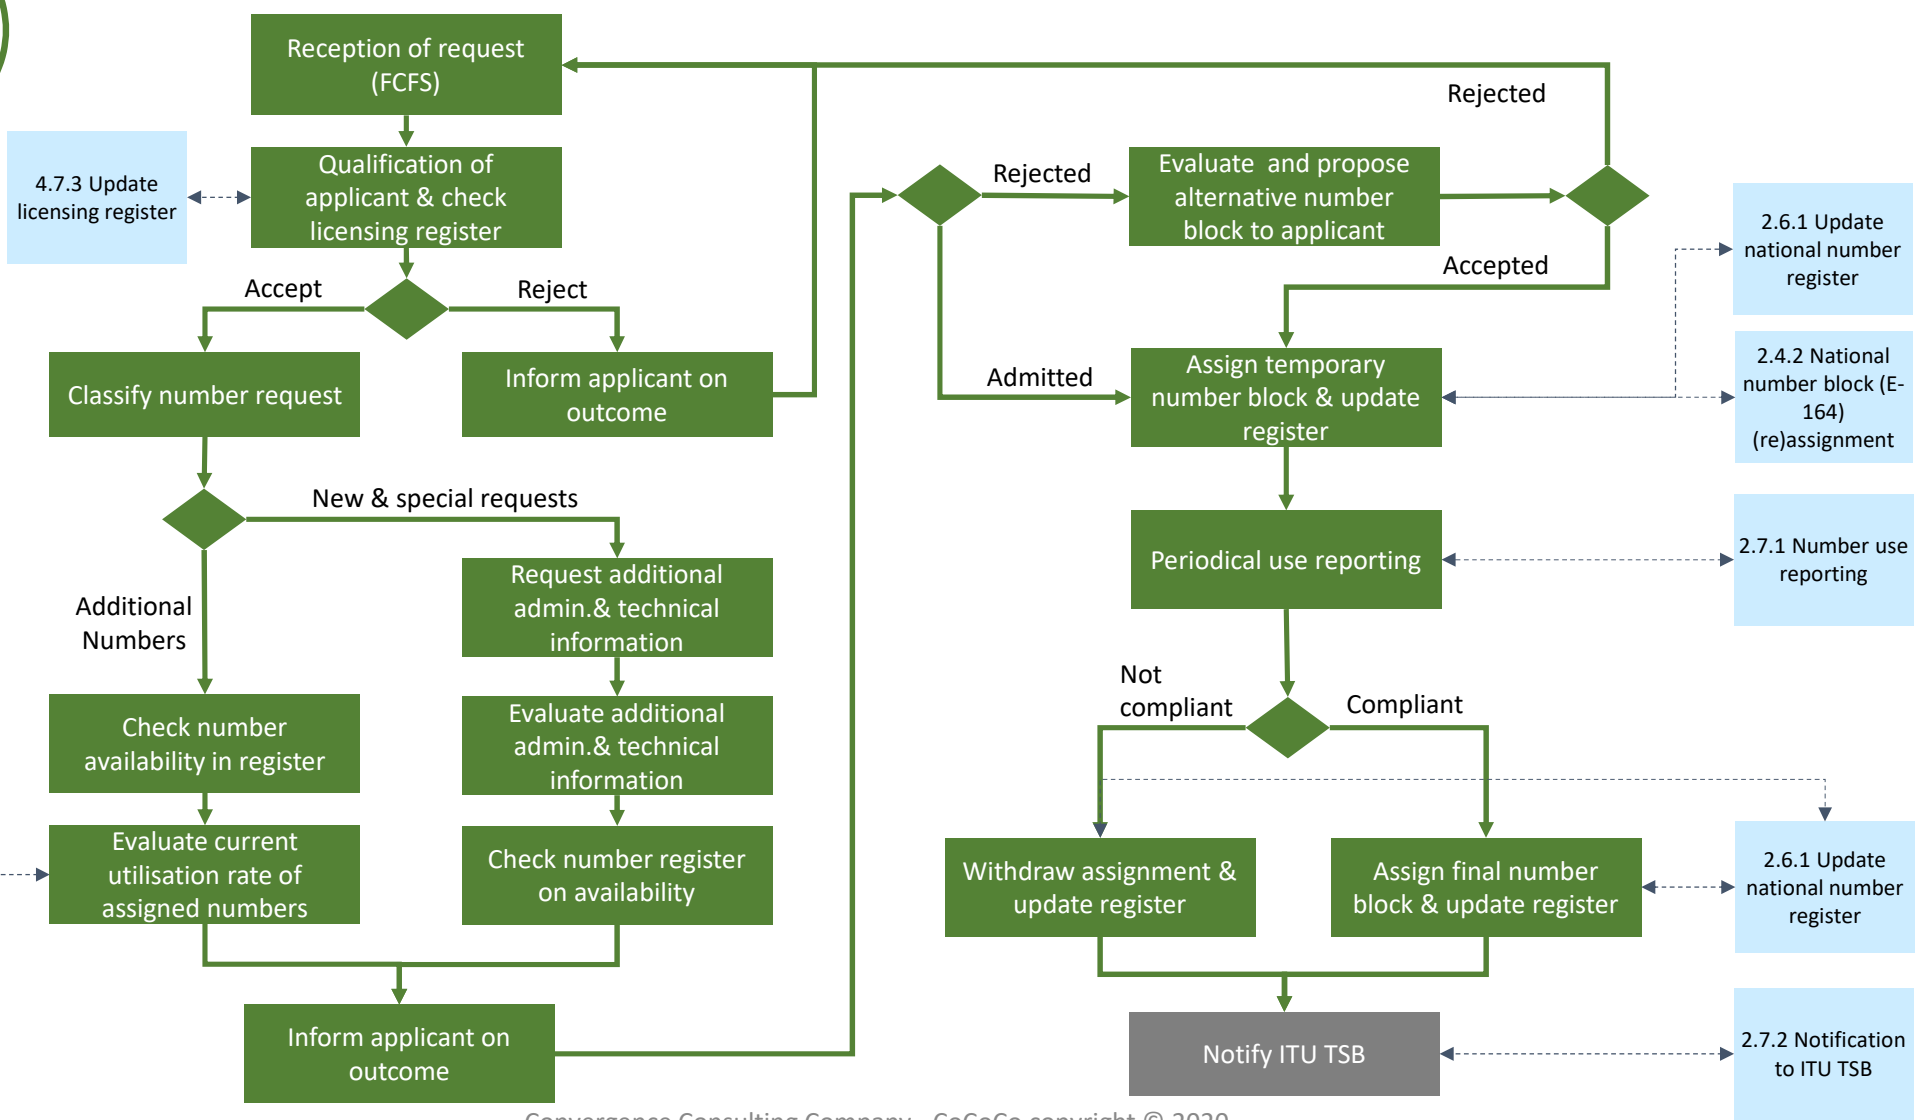 Reception of request
(FCFS)
4.7.3 Update
licensing register
Qualification of
applicant & check
licensing register
Accept
Reject
Classify number request
Inform applicant on
outcome
New & special requests
Additional
Numbers
Request additional
admin.& technical
information
Check number
availability in register
Evaluate additional
admin.& technical
information
Evaluate current
utilisation rate of
assigned numbers
Check number register
on availability
Inform applicant on
outcome
Rejected
Evaluate and propose
alternative number
block to applicant
Rejected
Accepted
Admitted
Assign temporary
number block & update
register
2.6.1 Update
national number
register
2.4.2 National
number block (E-
164)
(re)assignment
Periodical use reporting
2.7.1 Number use
reporting
Not
compliant
Compliant
Withdraw assignment &
update register
Assign final number
block & update register
2.6.1 Update
national number
register
Notify ITU TSB
2.7.2 Notification
to ITU TSB
Convergence Consulting Company - CoCoCo copyright © 2020